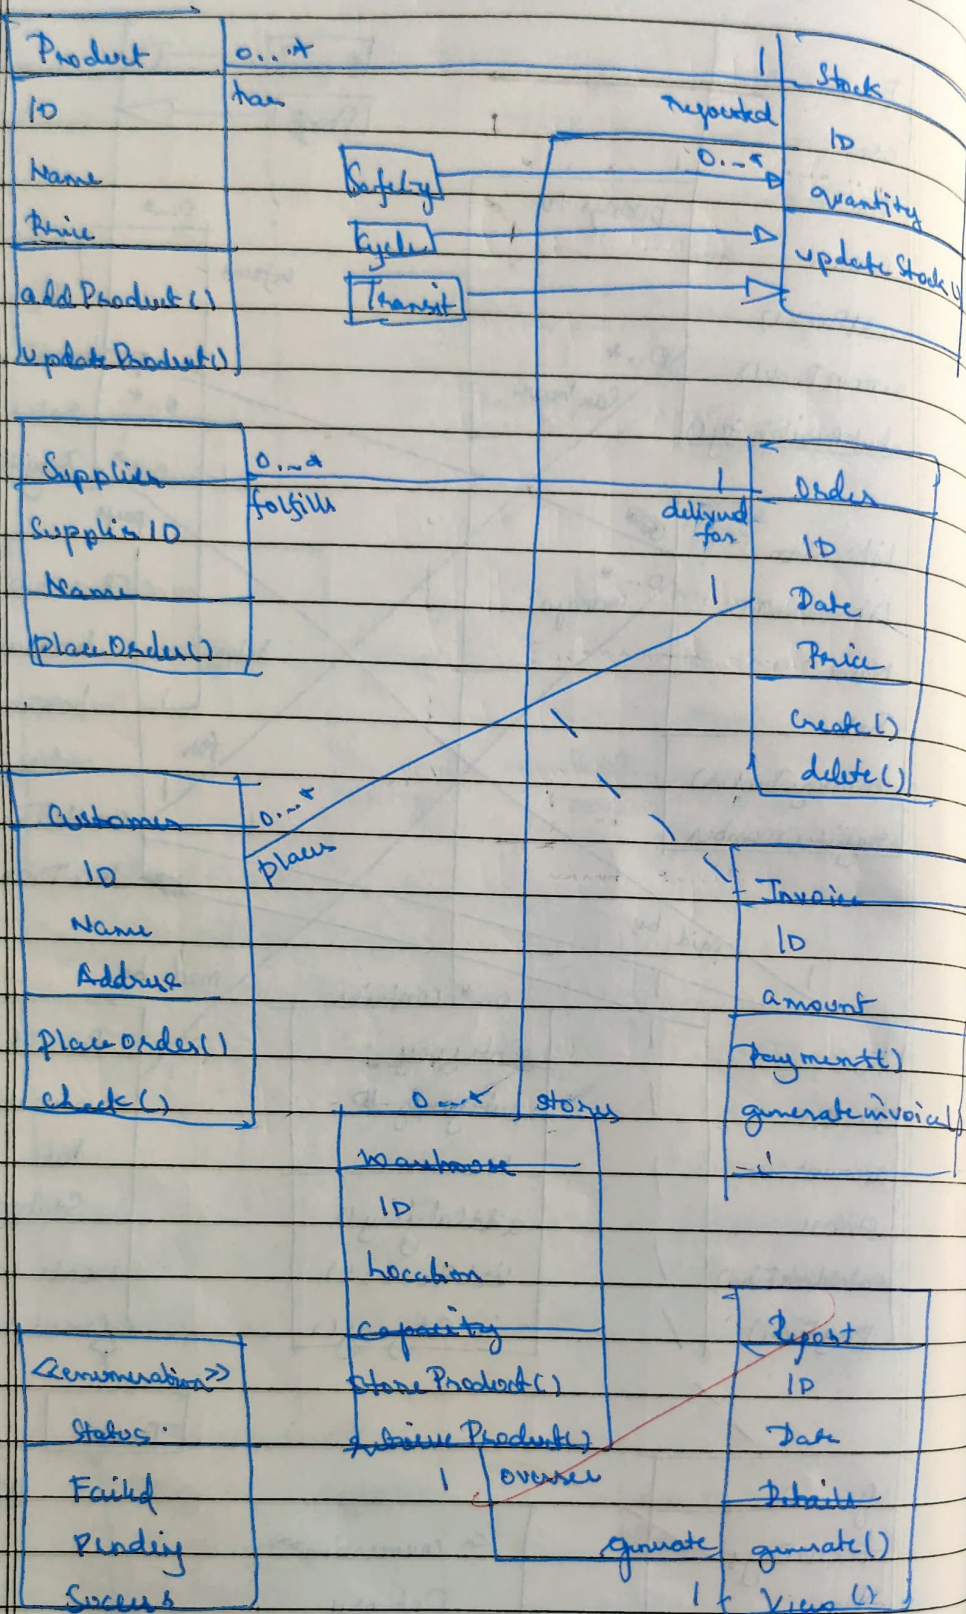 Product
ID
Name
Price
addProduct()
updateProduct()
0...*
has
1
Stock
ID
quantity
updateStock()
0...*
Safety
Cycle
Transit
Supplier
Supplier ID
Name
placeOrder()
0...*
fulfills
1
for
1
Order
ID
Date
Price
Create()
delete()
Customer
ID
Name
Address
placeOrder()
check()
0...*
places
Invoice
ID
amount
Payment()
generateinvoice()
0...*
stores
Warehouse
ID
Location
capacity
Store Product()
retrieve Product()
1
oversee
generate
1
<<enumeration>>
Status
Failed
Pending
Success
Report
ID
Date
Details
generate()
View()